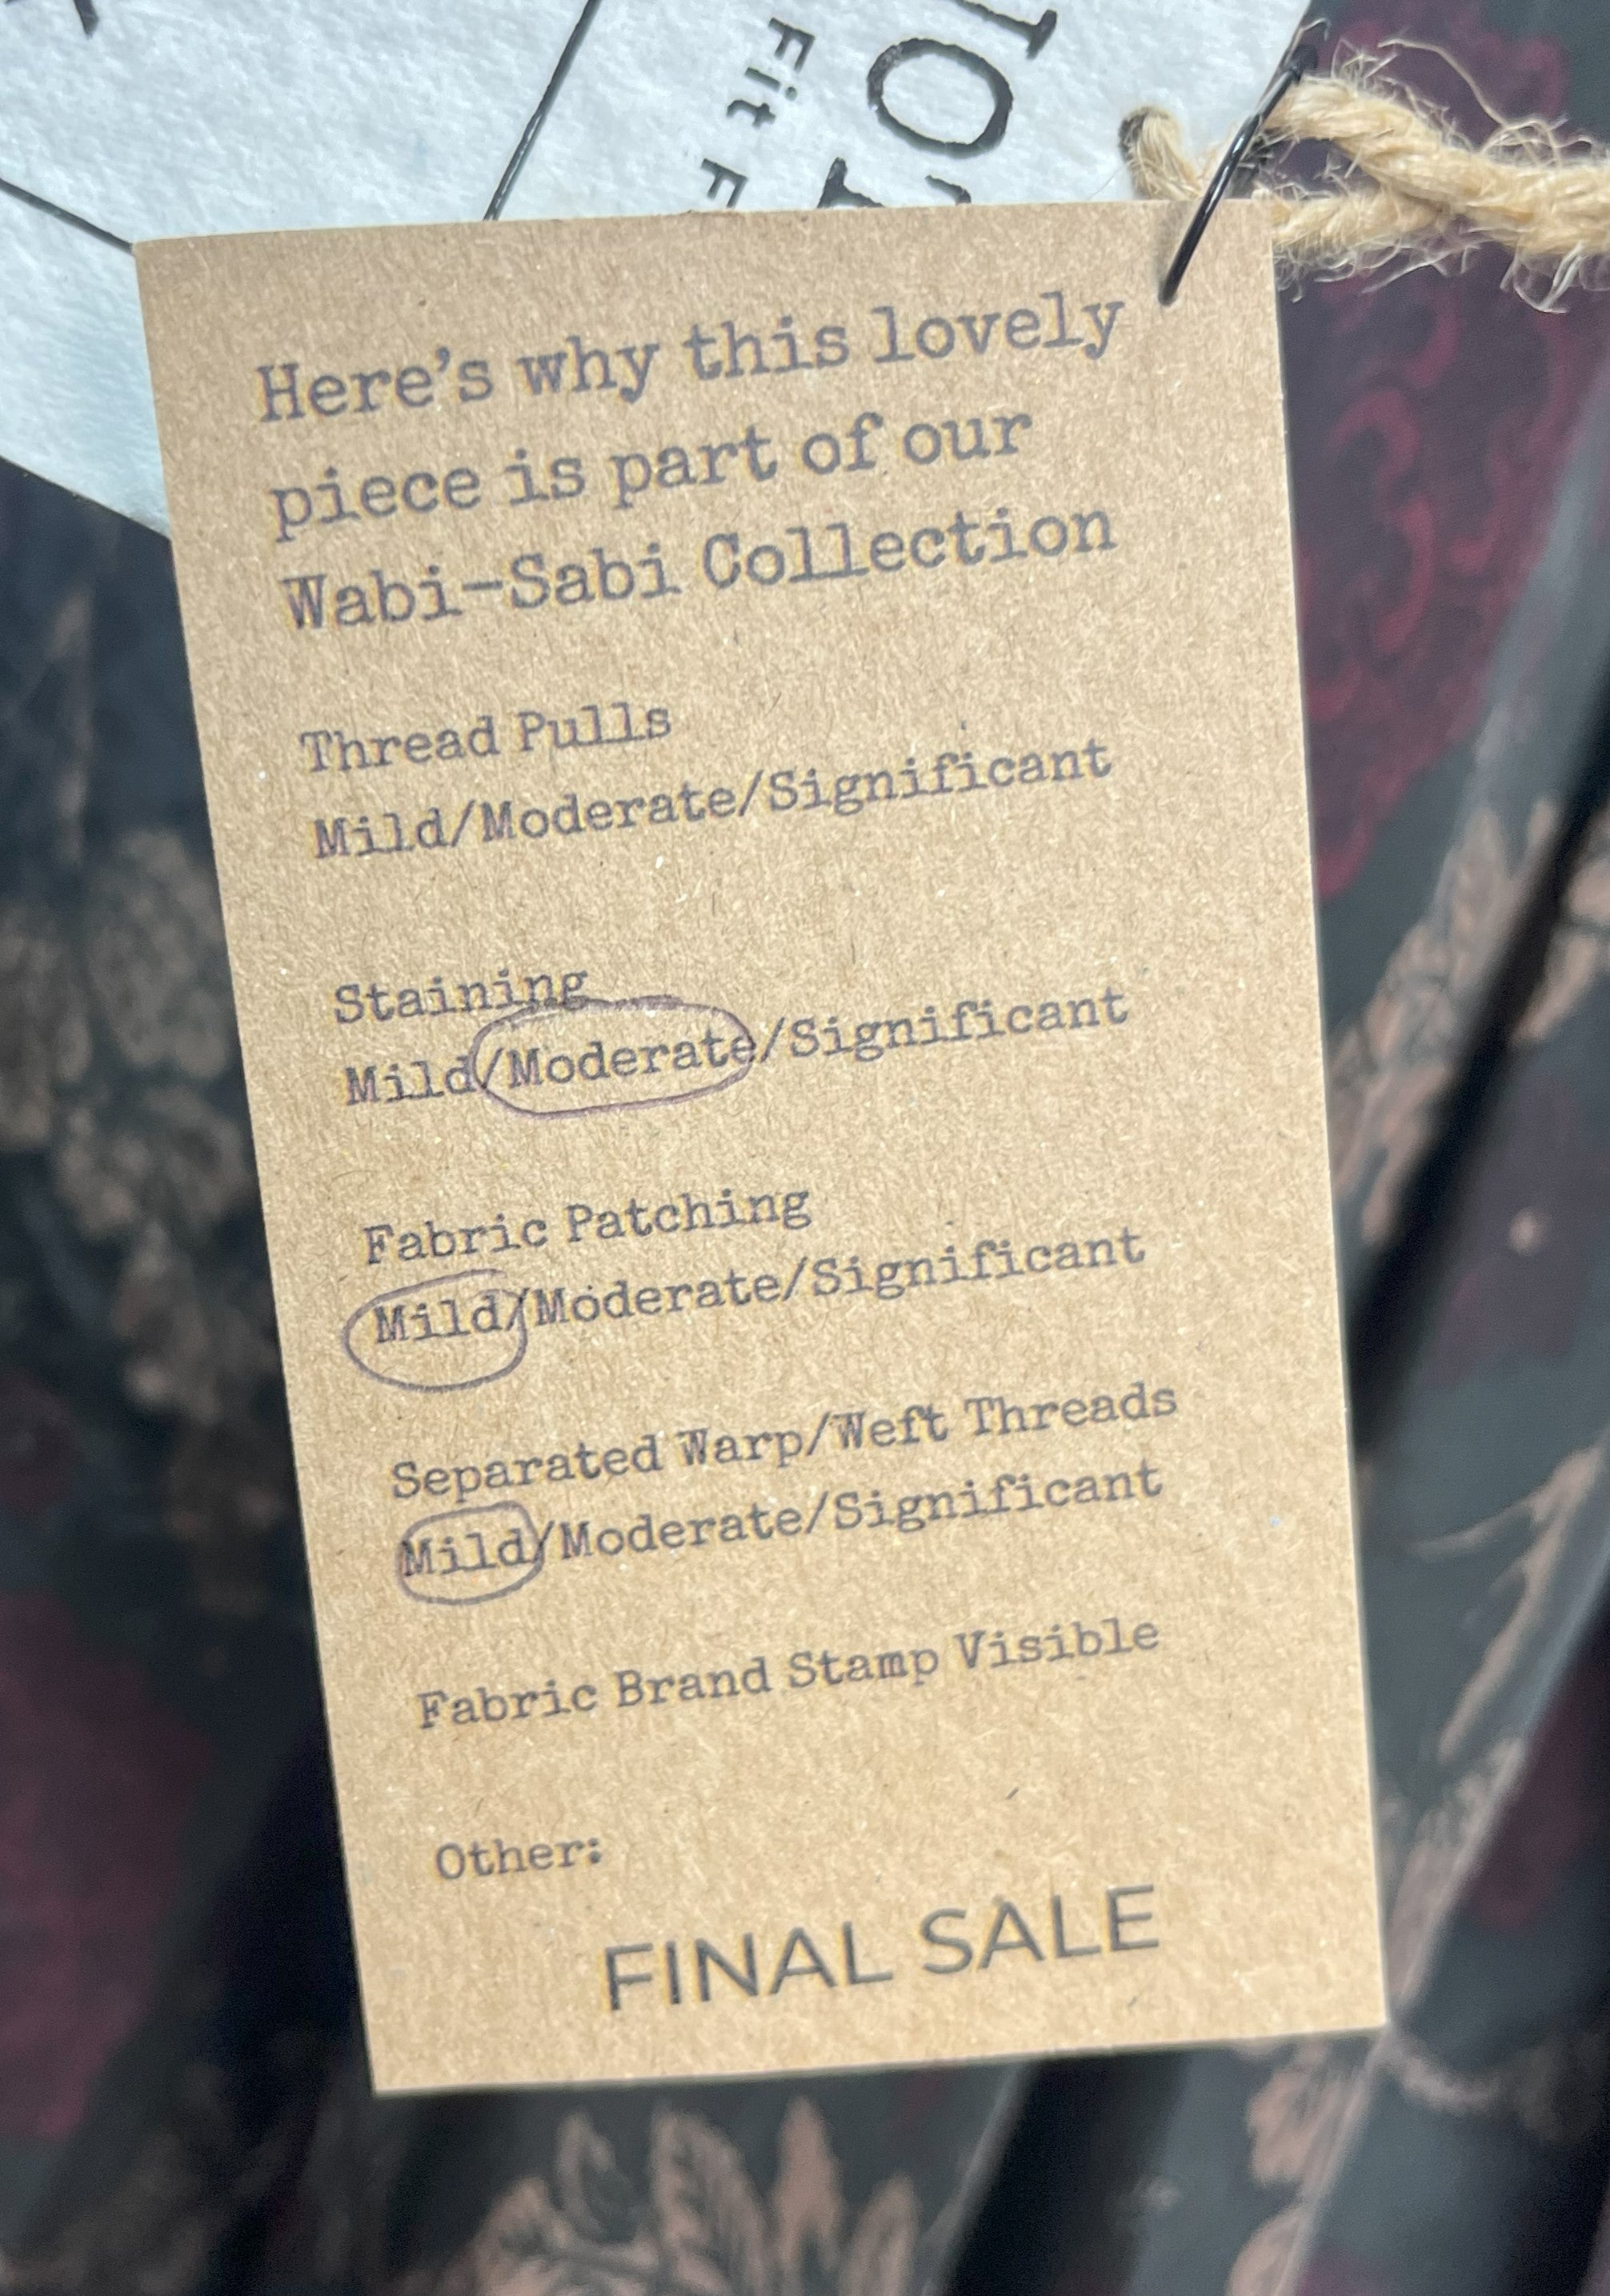 Fit F
Here's why this lovely
piece is part of our
Wabi-Sabi Collection
Thread Pulls
Mild/Moderate/Significant
Staining
Mild/Moderate/Significant
Fabric Patching
Mild/Moderate/Significant
Separated Warp/Weft Threads
Mild/Moderate/Significant
Fabric Brand Stamp Visible
Other:
FINAL SALE